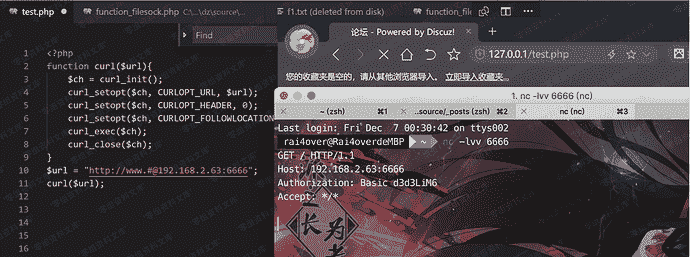 test.php
function_filesock.php C:\...\dz\source\...
f1.txt (deleted from disk)
function_fil
Find
1 <?php
2 function curl($url){
3 $ch = curl_init();
4 curl_setopt($ch, CURLOPT_URL, $url);
5 curl_setopt($ch, CURLOPT_HEADER, 0);
6 curl_setopt($ch, CURLOPT_FOLLOWLOCATION
7 curl_exec($ch);
8 curl_close($ch);
9 }
10 $url = "http://www.#@192.168.2.63:6666";
11 curl($url);
12
13
14
15
16
论坛 - Powered by Discuz!
127.0.0.1/test.php
您的收藏夹是空的，请从其他浏览器导入。 立即导入收藏夹...
1. nc -lvv 6666 (nc)
~ (zsh) ⌘1
...source/_posts (zsh) ⌘2
nc (nc) ⌘3
Last login: Fri Dec 7 00:30:42 on ttys002
rai4over@Rai4overdeMBP ~ nc -lvv 6666
GET / HTTP/1.1
Host: 192.168.2.63:6666
Authorization: Basic d3d3LiM6
Accept: */*
长
为
者